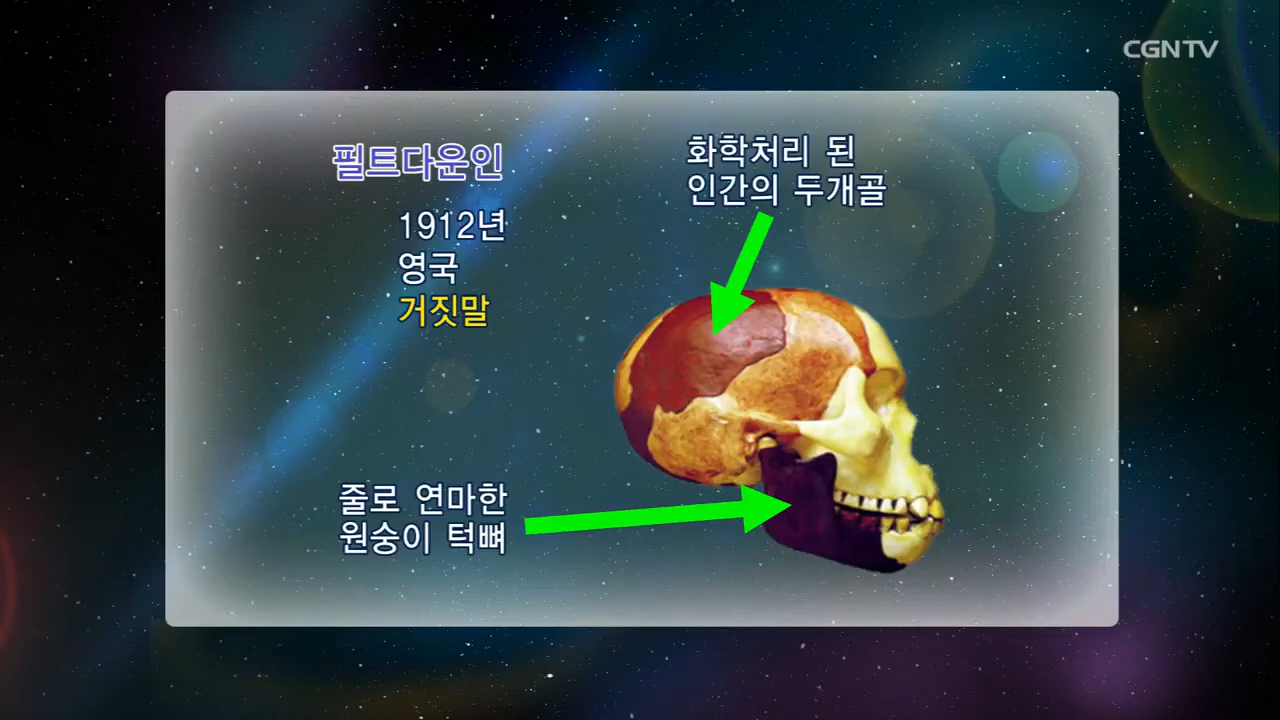 CGNTV
필트다운인
1912년
영국
거짓말
화학처리 된
인간의 두개골
줄로 연마한
원숭이 턱뼈